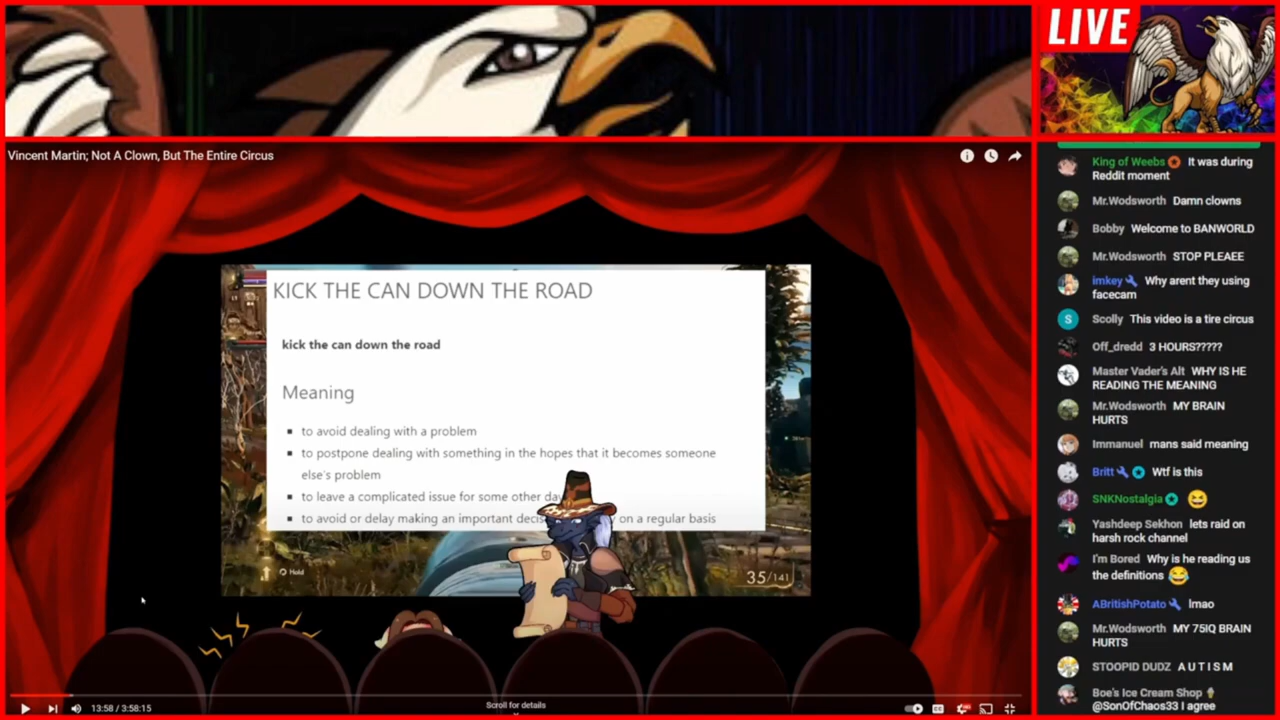 LIVE
Vincent Martin; Not A Clown, But The Entire Circus
KICK THE CAN DOWN THE ROAD
kick the can down the road
Meaning
to avoid dealing with a problem
to postpone dealing with something in the hopes that it becomes someone
else's problem
to leave a complicated issue for some other day
to avoid or delay making an important on a regular basis
Hold
35/141
13:58 / 3:58:15
Scroll for details
King of Weebs It was during
Reddit moment
Mr.Wodsworth Damn clowns
Bobby Welcome to BANWORLD
Mr.Wodsworth STOP PLEAEE
imkey Why arent they using
facecam
S Scolly This video is a tire circus
Off_dredd 3 HOURS?????
Master Vader's Alt WHY IS HE
READING THE MEANING
Mr.Wodsworth MY BRAIN
HURTS
Immanuel mans said meaning
Britt Wtf is this
SNKNostalgia 😆
Yashdeep Sekhon lets raid on
harsh rock channel
I'm Bored Why is he reading us
the definitions 😂
ABritishPotato lmao
Mr.Wodsworth MY 75IQ BRAIN
HURTS
STOOPID DUDZ A U T I S M
Boe's Ice Cream Shop 🍦
@SonOfChaos33 I agree